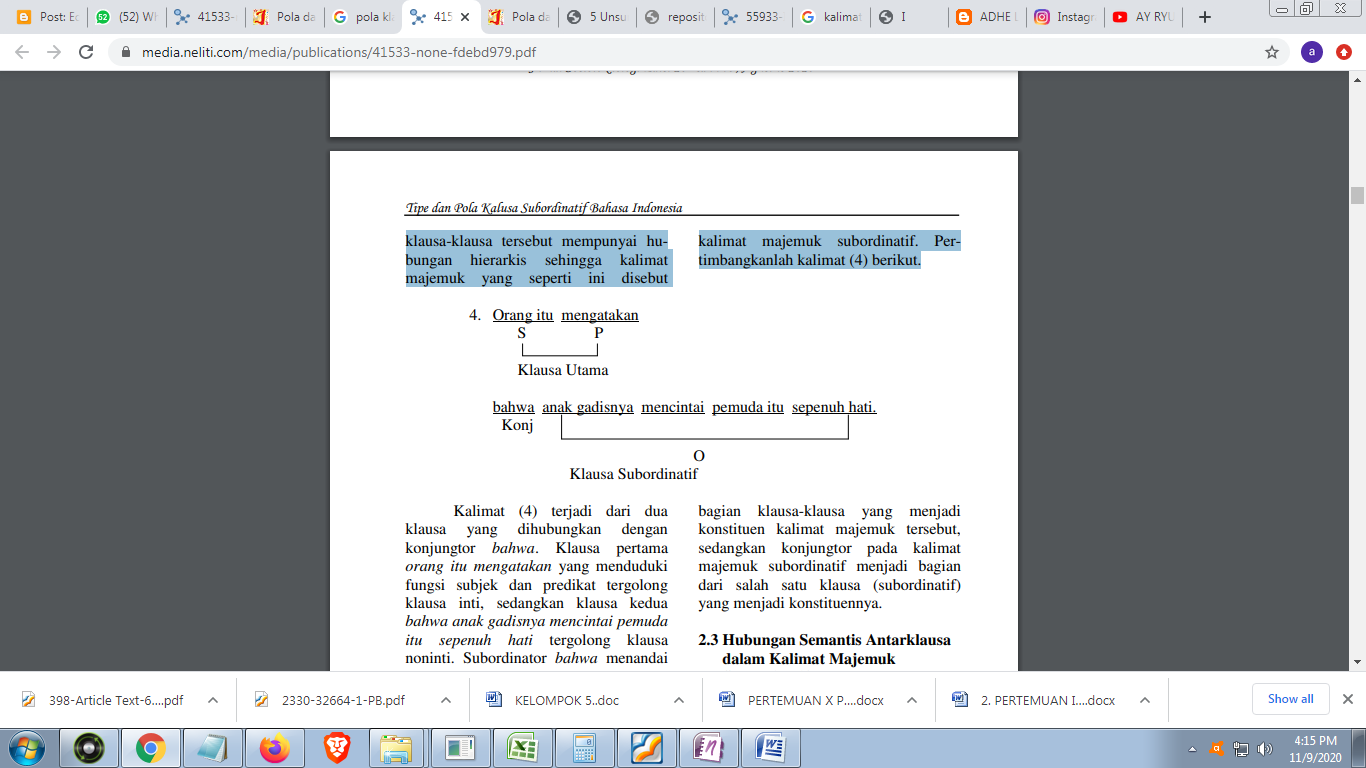 Post: Ec
(52) Wh
41533-
Pola da
pola kl
415
Pola da
5 Unsu
reposit
55933-
kalimat
I
ADHE
Instagr
AY RYU
media.neliti.com/media/publications/41533-none-fdebd979.pdf
a
Tipe dan Pola Kalusa Subordinatif Bahasa Indonesia
klausa-klausa tersebut mempunyai hu-
bungan hierarkis sehingga kalimat
majemuk yang seperti ini disebut
kalimat majemuk subordinatif. Per-
timbangkanlah kalimat (4) berikut.
4. Orang itu mengatakan
S P
Klausa Utama
bahwa anak gadisnya mencintai pemuda itu sepenuh hati.
Konj
O
Klausa Subordinatif
Kalimat (4) terjadi dari dua
klausa yang dihubungkan dengan
konjungtor bahwa. Klausa pertama
orang itu mengatakan yang menduduki
fungsi subjek dan predikat tergolong
klausa inti, sedangkan klausa kedua
bahwa anak gadisnya mencintai pemuda
itu sepenuh hati tergolong klausa
noninti. Subordinator bahwa menandai
bagian klausa-klausa yang menjadi
konstituen kalimat majemuk tersebut,
sedangkan konjungtor pada kalimat
majemuk subordinatif menjadi bagian
dari salah satu klausa (subordinatif)
yang menjadi konstituennya.
2.3 Hubungan Semantis Antarklausa
dalam Kalimat Majemuk
398-Article Text-6....pdf
2330-32664-1-PB.pdf
KELOMPOK 5..doc
PERTEMUAN X P....docx
2. PERTEMUAN I....docx
Show all
4:15 PM
11/9/2020